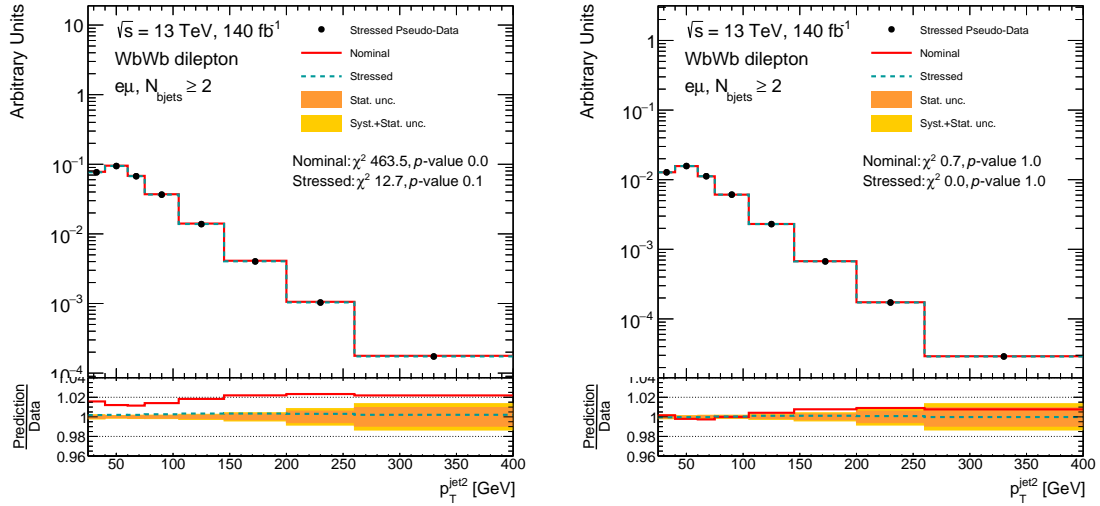 √s = 13 TeV, 140 fb⁻¹
WbWb dilepton
eμ, N_bjets ≥ 2
Stressed Pseudo-Data
Nominal
Stressed
Stat. unc.
Syst.+Stat. unc.
Nominal: χ² 463.5, p-value 0.0
Stressed: χ² 12.7, p-value 0.1
Arbitrary Units
10
1
10⁻¹
10⁻²
10⁻³
10⁻⁴
Prediction
Data
1.04
1.02
1
0.98
0.96
50 100 150 200 250 300 350 400
p_T^jet2 [GeV]
√s = 13 TeV, 140 fb⁻¹
WbWb dilepton
eμ, N_bjets ≥ 2
Stressed Pseudo-Data
Nominal
Stressed
Stat. unc.
Syst.+Stat. unc.
Nominal: χ² 0.7, p-value 1.0
Stressed: χ² 0.0, p-value 1.0
Arbitrary Units
1
10⁻¹
10⁻²
10⁻³
10⁻⁴
Prediction
Data
1.04
1.02
1
0.98
0.96
50 100 150 200 250 300 350 400
p_T^jet2 [GeV]